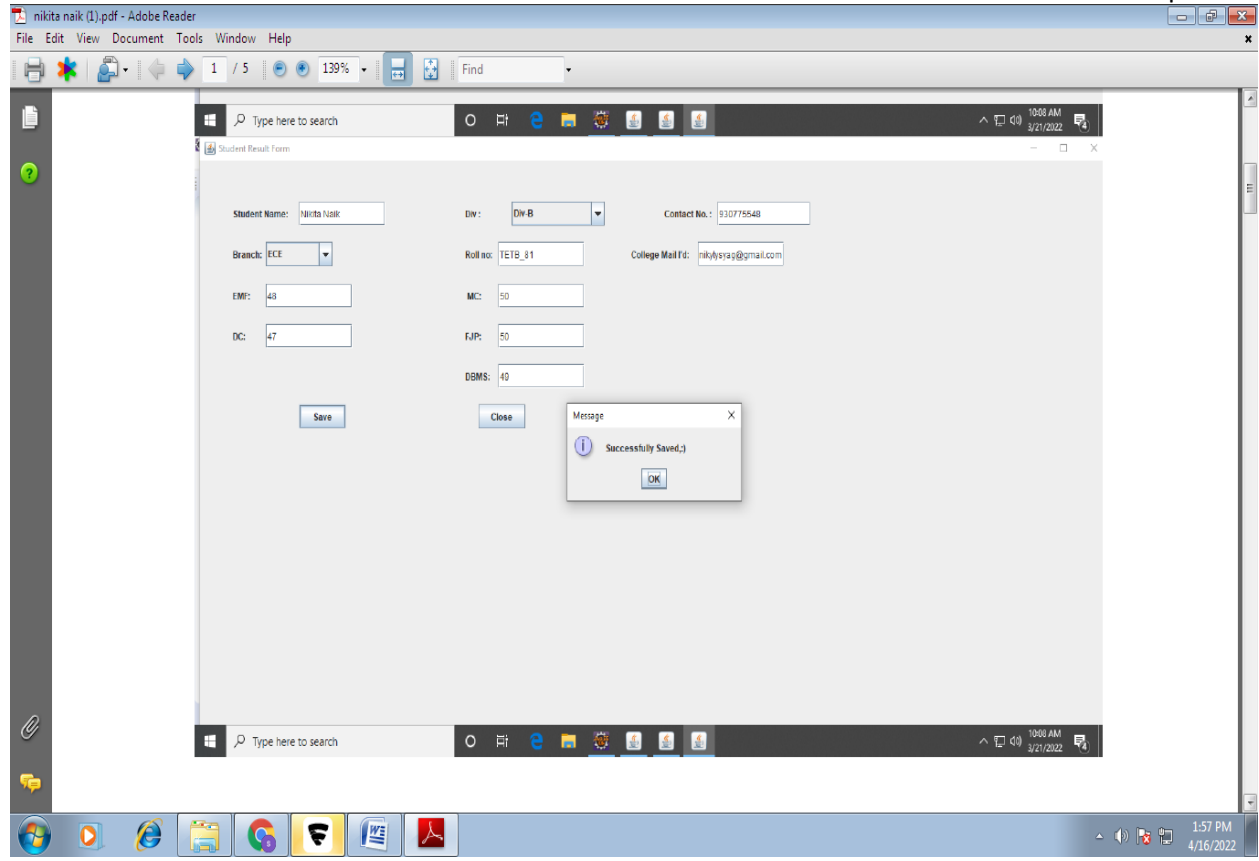 nikita naik (1).pdf - Adobe Reader
File Edit View Document Tools Window Help
1 / 5 139% Find
Type here to search 10:08 AM
3/21/2022
Student Result Form
Student Name: Nikita Naik Div : Div-B Contact No. : 930775548
Branch: ECE Roll no: TETB_81 College Mail I'd:
EMF: 48 MC: 50
DC: 47 FJP: 50
DBMS: 49
Save Close Message
Successfully Saved,;)
OK
Type here to search 10:08 AM
3/21/2022
1:57 PM
4/16/2022